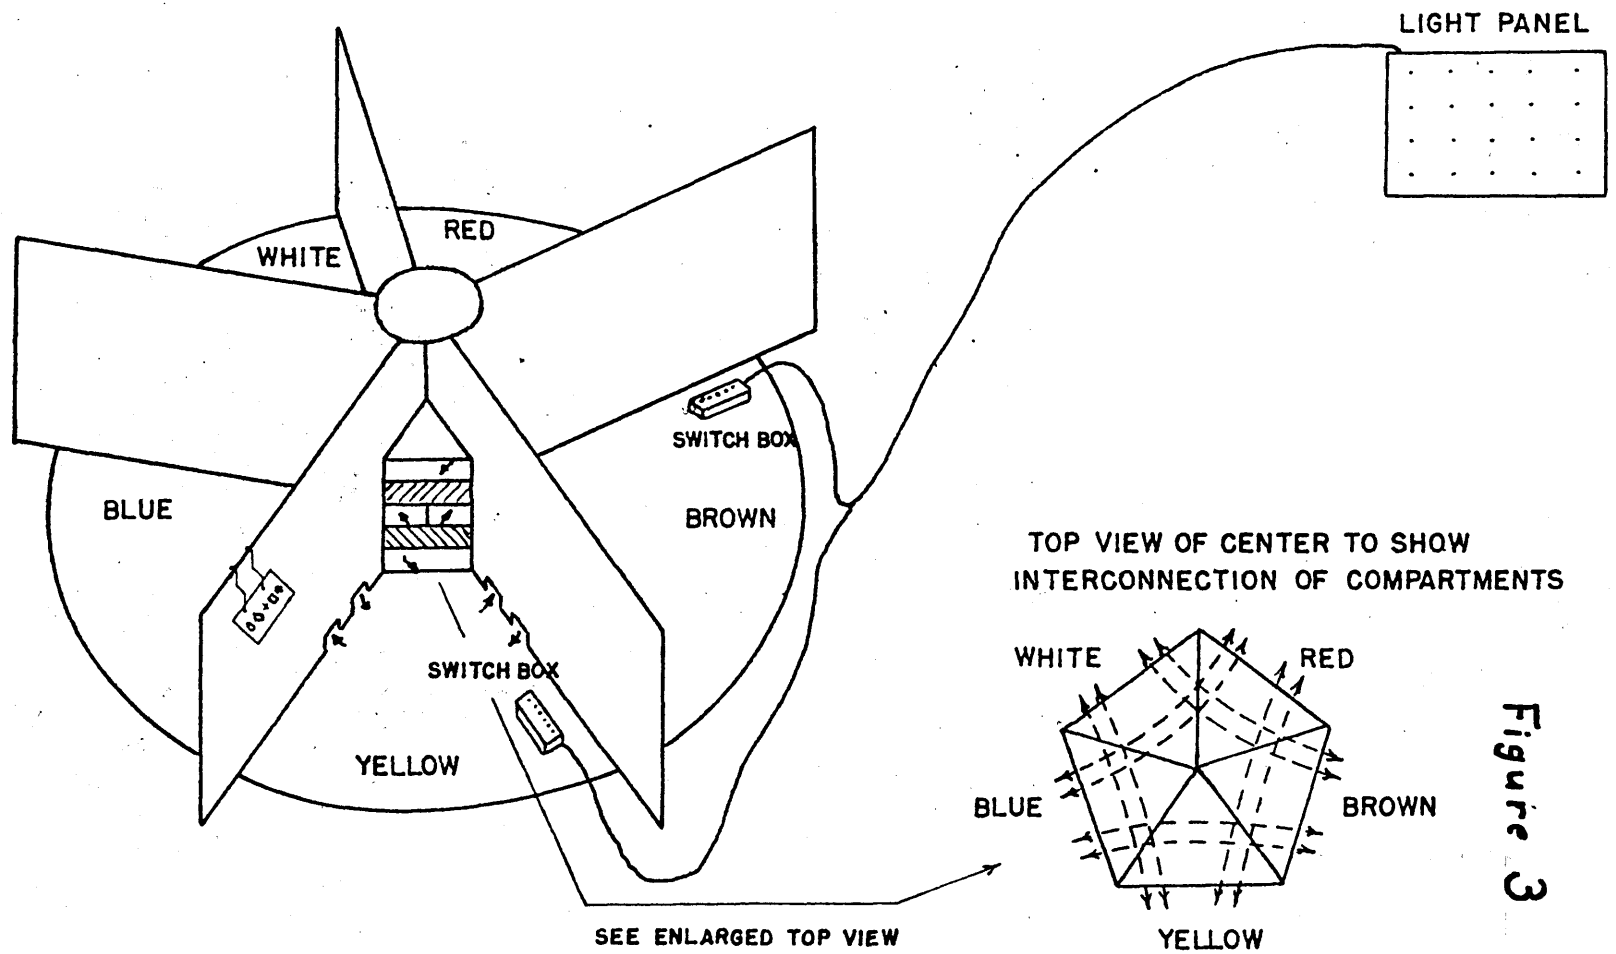 LIGHT PANEL
RED
WHITE
SWITCH BOX
BLUE
BROWN
TOP VIEW OF CENTER TO SHOW
INTERCONNECTION OF COMPARTMENTS
WHITE
RED
SWITCH BOX
YELLOW
BLUE
BROWN
SEE ENLARGED TOP VIEW
YELLOW
Figure 3